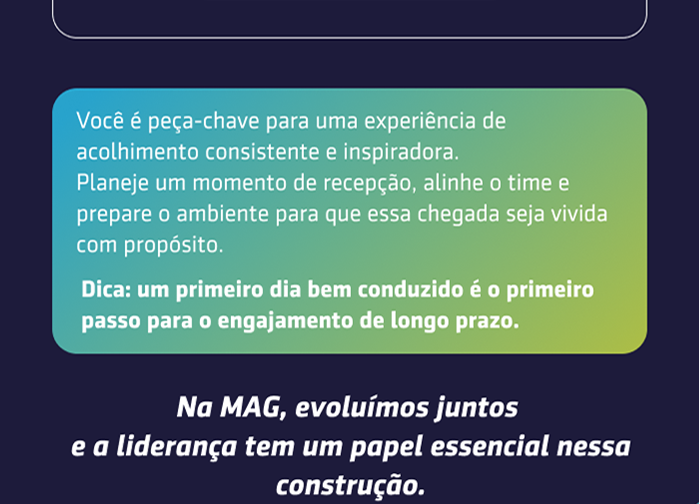 Você é peça-chave para uma experiência de
acolhimento consistente e inspiradora.
Planeje um momento de recepção, alinhe o time e
prepare o ambiente para que essa chegada seja vivida
com propósito.
Dica: um primeiro dia bem conduzido é o primeiro
passo para o engajamento de longo prazo.
Na MAG, evoluímos juntos
e a liderança tem um papel essencial nessa
construção.